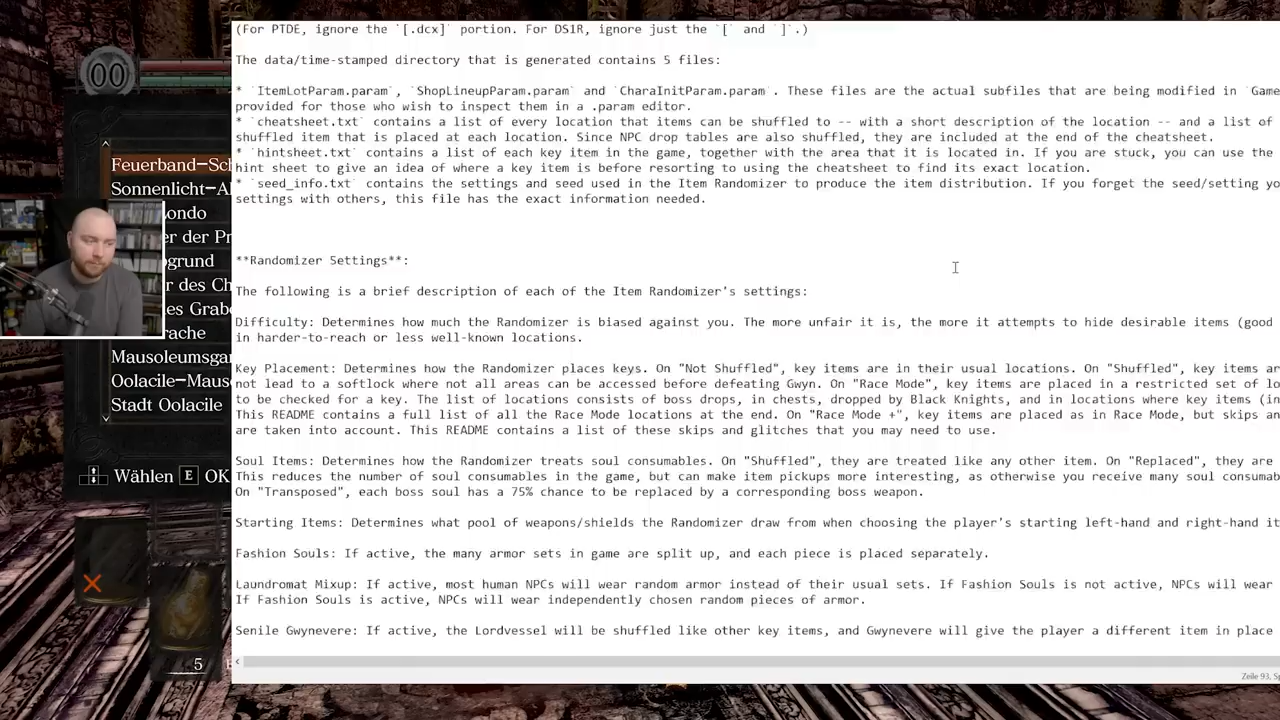 (For PTDE, ignore the `[.dcx]` portion. For DS1R, ignore just the `[` and `]`.)
The data/time-stamped directory that is generated contains 5 files:
* `ItemLotParam.param`, `ShopLineupParam.param` and `CharaInitParam.param`. These files are the actual subfiles that are being modified in `Game
provided for those who wish to inspect them in a .param editor.
* `cheatsheet.txt` contains a list of every location that items can be shuffled to -- with a short description of the location -- and a list of
shuffled item that is placed at each location. Since NPC drop tables are also shuffled, they are included at the end of the cheatsheet.
* `hintsheet.txt` contains a list of each key item in the game, together with the area that it is located in. If you are stuck, you can use the
hint sheet to give an idea of where a key item is before resorting to using the cheatsheet to find its exact location.
* `seed_info.txt` contains the settings and seed used in the Item Randomizer to produce the item distribution. If you forget the seed/setting yo
settings with others, this file has the exact information needed.
**Randomizer Settings**:
The following is a brief description of each of the Item Randomizer's settings:
Difficulty: Determines how much the Randomizer is biased against you. The more unfair it is, the more it attempts to hide desirable items (good
in harder-to-reach or less well-known locations.
Key Placement: Determines how the Randomizer places keys. On "Not Shuffled", key items are in their usual locations. On "Shuffled", key items ar
not lead to a softlock where not all areas can be accessed before defeating Gwyn. On "Race Mode", key items are placed in a restricted set of lo
to be checked for a key. The list of locations consists of boss drops, in chests, dropped by Black Knights, and in locations where key items (in
This README contains a full list of all the Race Mode locations at the end. On "Race Mode +", key items are placed as in Race Mode, but skips an
are taken into account. This README contains a list of these skips and glitches that you may need to use.
Soul Items: Determines how the Randomizer treats soul consumables. On "Shuffled", they are treated like any other item. On "Replaced", they are
This reduces the number of soul consumables in the game, but can make item pickups more interesting, as otherwise you receive many soul consumab
On "Transposed", each boss soul has a 75% chance to be replaced by a corresponding boss weapon.
Starting Items: Determines what pool of weapons/shields the Randomizer draw from when choosing the player's starting left-hand and right-hand it
Fashion Souls: If active, the many armor sets in game are split up, and each piece is placed separately.
Laundromat Mixup: If active, most human NPCs will wear random armor instead of their usual sets. If Fashion Souls is not active, NPCs will wear
If Fashion Souls is active, NPCs will wear independently chosen random pieces of armor.
Senile Gwynevere: If active, the Lordvessel will be shuffled like other key items, and Gwynevere will give the player a different item in place
Zeile 93, Sp
00
Feuerband-Sch
Sonnenlicht-Al
ondo
er der Pr
grund
r des Ch
es Grabe
rache
Mausoleumsgar
Oolacile-Mause
Stadt Oolacile
Wählen E OK
5